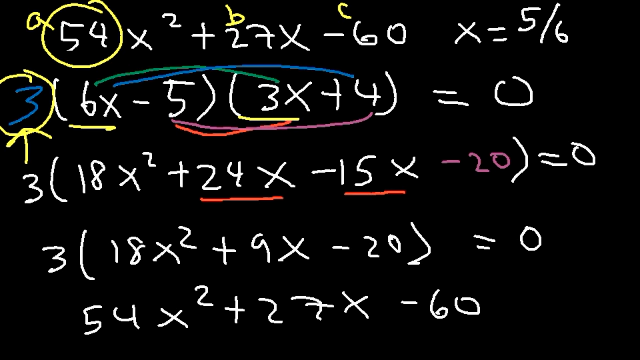 a b c
54x² + 27x - 60 x = 5/6
3 (6x - 5) (3x + 4) = 0
3 (18x² + 24x - 15x - 20) = 0
3 (18x² + 9x - 20) = 0
54x² + 27x - 60